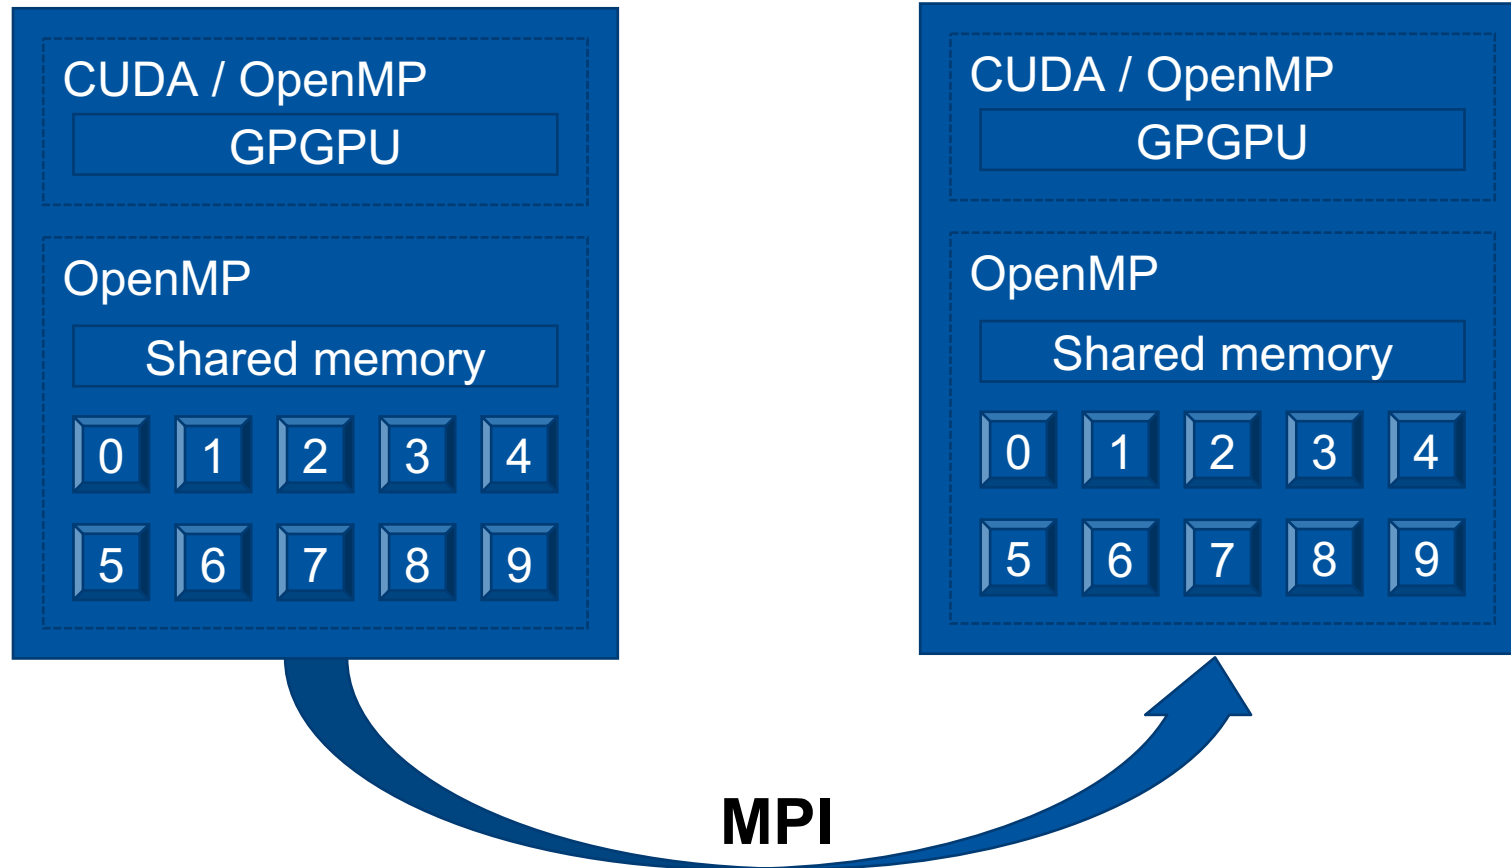 CUDA / OpenMP
GPGPU
OpenMP
Shared memory
0 1 2 3 4
5 6 7 8 9
CUDA / OpenMP
GPGPU
OpenMP
Shared memory
0 1 2 3 4
5 6 7 8 9
MPI